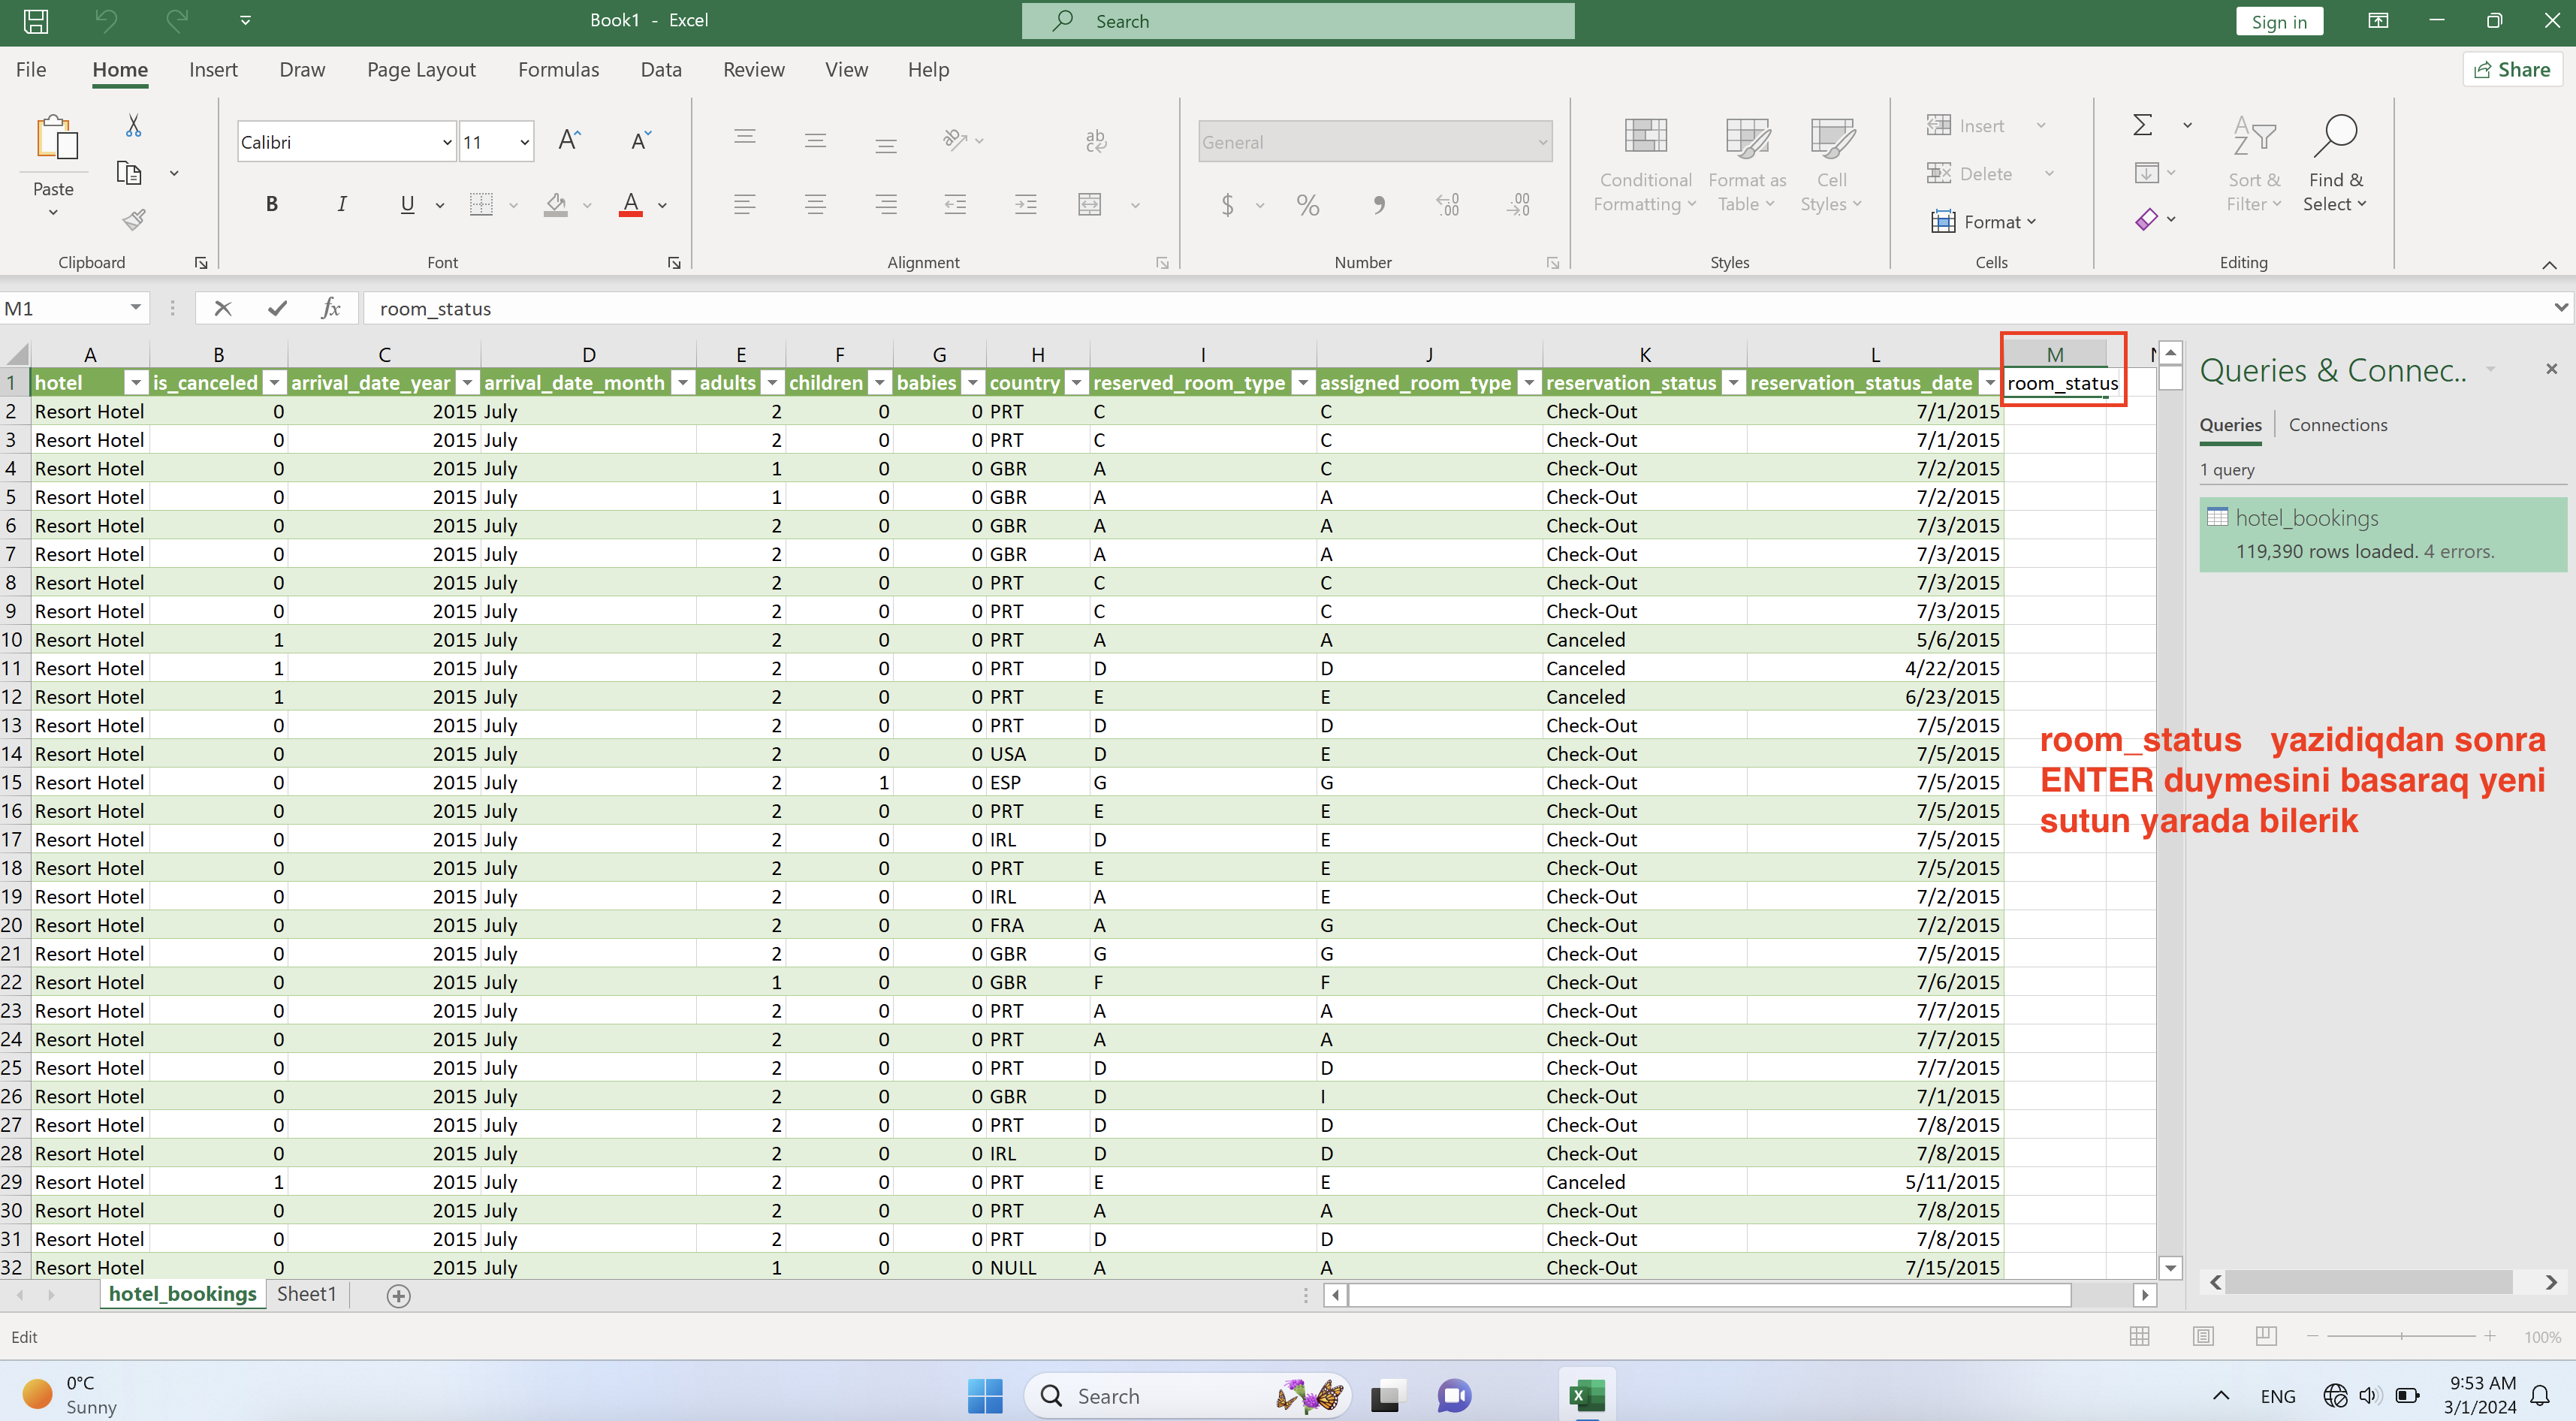 Book1 - Excel
Search
Sign in
File Home Insert Draw Page Layout Formulas Data Review View Help
Share
Paste
Calibri 11
General
Conditional Formatting
Format as Table
Cell Styles
Insert
Delete
Format
Sort & Filter
Find & Select
Clipboard Font Alignment Number Styles Cells Editing
M1 fx room_status
A B C D E F G H I J K L M
1 hotel is_canceled arrival_date_year arrival_date_month adults children babies country reserved_room_type assigned_room_type reservation_status reservation_status_date room_status
2 Resort Hotel 0 2015 July 2 0 0 PRT C C Check-Out 7/1/2015
3 Resort Hotel 0 2015 July 2 0 0 PRT C C Check-Out 7/1/2015
4 Resort Hotel 0 2015 July 1 0 0 GBR A C Check-Out 7/2/2015
5 Resort Hotel 0 2015 July 1 0 0 GBR A A Check-Out 7/2/2015
6 Resort Hotel 0 2015 July 2 0 0 GBR A A Check-Out 7/3/2015
7 Resort Hotel 0 2015 July 2 0 0 GBR A A Check-Out 7/3/2015
8 Resort Hotel 0 2015 July 2 0 0 PRT C C Check-Out 7/3/2015
9 Resort Hotel 0 2015 July 2 0 0 PRT C C Check-Out 7/3/2015
10 Resort Hotel 1 2015 July 2 0 0 PRT A A Canceled 5/6/2015
11 Resort Hotel 1 2015 July 2 0 0 PRT D D Canceled 4/22/2015
12 Resort Hotel 1 2015 July 2 0 0 PRT E E Canceled 6/23/2015
13 Resort Hotel 0 2015 July 2 0 0 PRT D D Check-Out 7/5/2015
14 Resort Hotel 0 2015 July 2 0 0 USA D E Check-Out 7/5/2015
15 Resort Hotel 0 2015 July 2 1 0 ESP G G Check-Out 7/5/2015
16 Resort Hotel 0 2015 July 2 0 0 PRT E E Check-Out 7/5/2015
17 Resort Hotel 0 2015 July 2 0 0 IRL D E Check-Out 7/5/2015
18 Resort Hotel 0 2015 July 2 0 0 PRT E E Check-Out 7/5/2015
19 Resort Hotel 0 2015 July 2 0 0 IRL A E Check-Out 7/2/2015
20 Resort Hotel 0 2015 July 2 0 0 FRA A G Check-Out 7/2/2015
21 Resort Hotel 0 2015 July 2 0 0 GBR G G Check-Out 7/5/2015
22 Resort Hotel 0 2015 July 1 0 0 GBR F F Check-Out 7/6/2015
23 Resort Hotel 0 2015 July 2 0 0 PRT A A Check-Out 7/7/2015
24 Resort Hotel 0 2015 July 2 0 0 PRT A A Check-Out 7/7/2015
25 Resort Hotel 0 2015 July 2 0 0 PRT D D Check-Out 7/7/2015
26 Resort Hotel 0 2015 July 2 0 0 GBR D I Check-Out 7/1/2015
27 Resort Hotel 0 2015 July 2 0 0 PRT D D Check-Out 7/8/2015
28 Resort Hotel 0 2015 July 2 0 0 IRL D D Check-Out 7/8/2015
29 Resort Hotel 1 2015 July 2 0 0 PRT E E Canceled 5/11/2015
30 Resort Hotel 0 2015 July 2 0 0 PRT A A Check-Out 7/8/2015
31 Resort Hotel 0 2015 July 2 0 0 PRT D D Check-Out 7/8/2015
32 Resort Hotel 0 2015 July 1 0 0 NULL A A Check-Out 7/15/2015
Queries & Connec..
Queries Connections
1 query
hotel_bookings
119,390 rows loaded. 4 errors.
room_status yazidiqdan sonra
ENTER duymesini basaraq yeni
sutun yarada bilerik
hotel_bookings Sheet1
Edit
100%
0°C
Sunny
Search
ENG
9:53 AM
3/1/2024